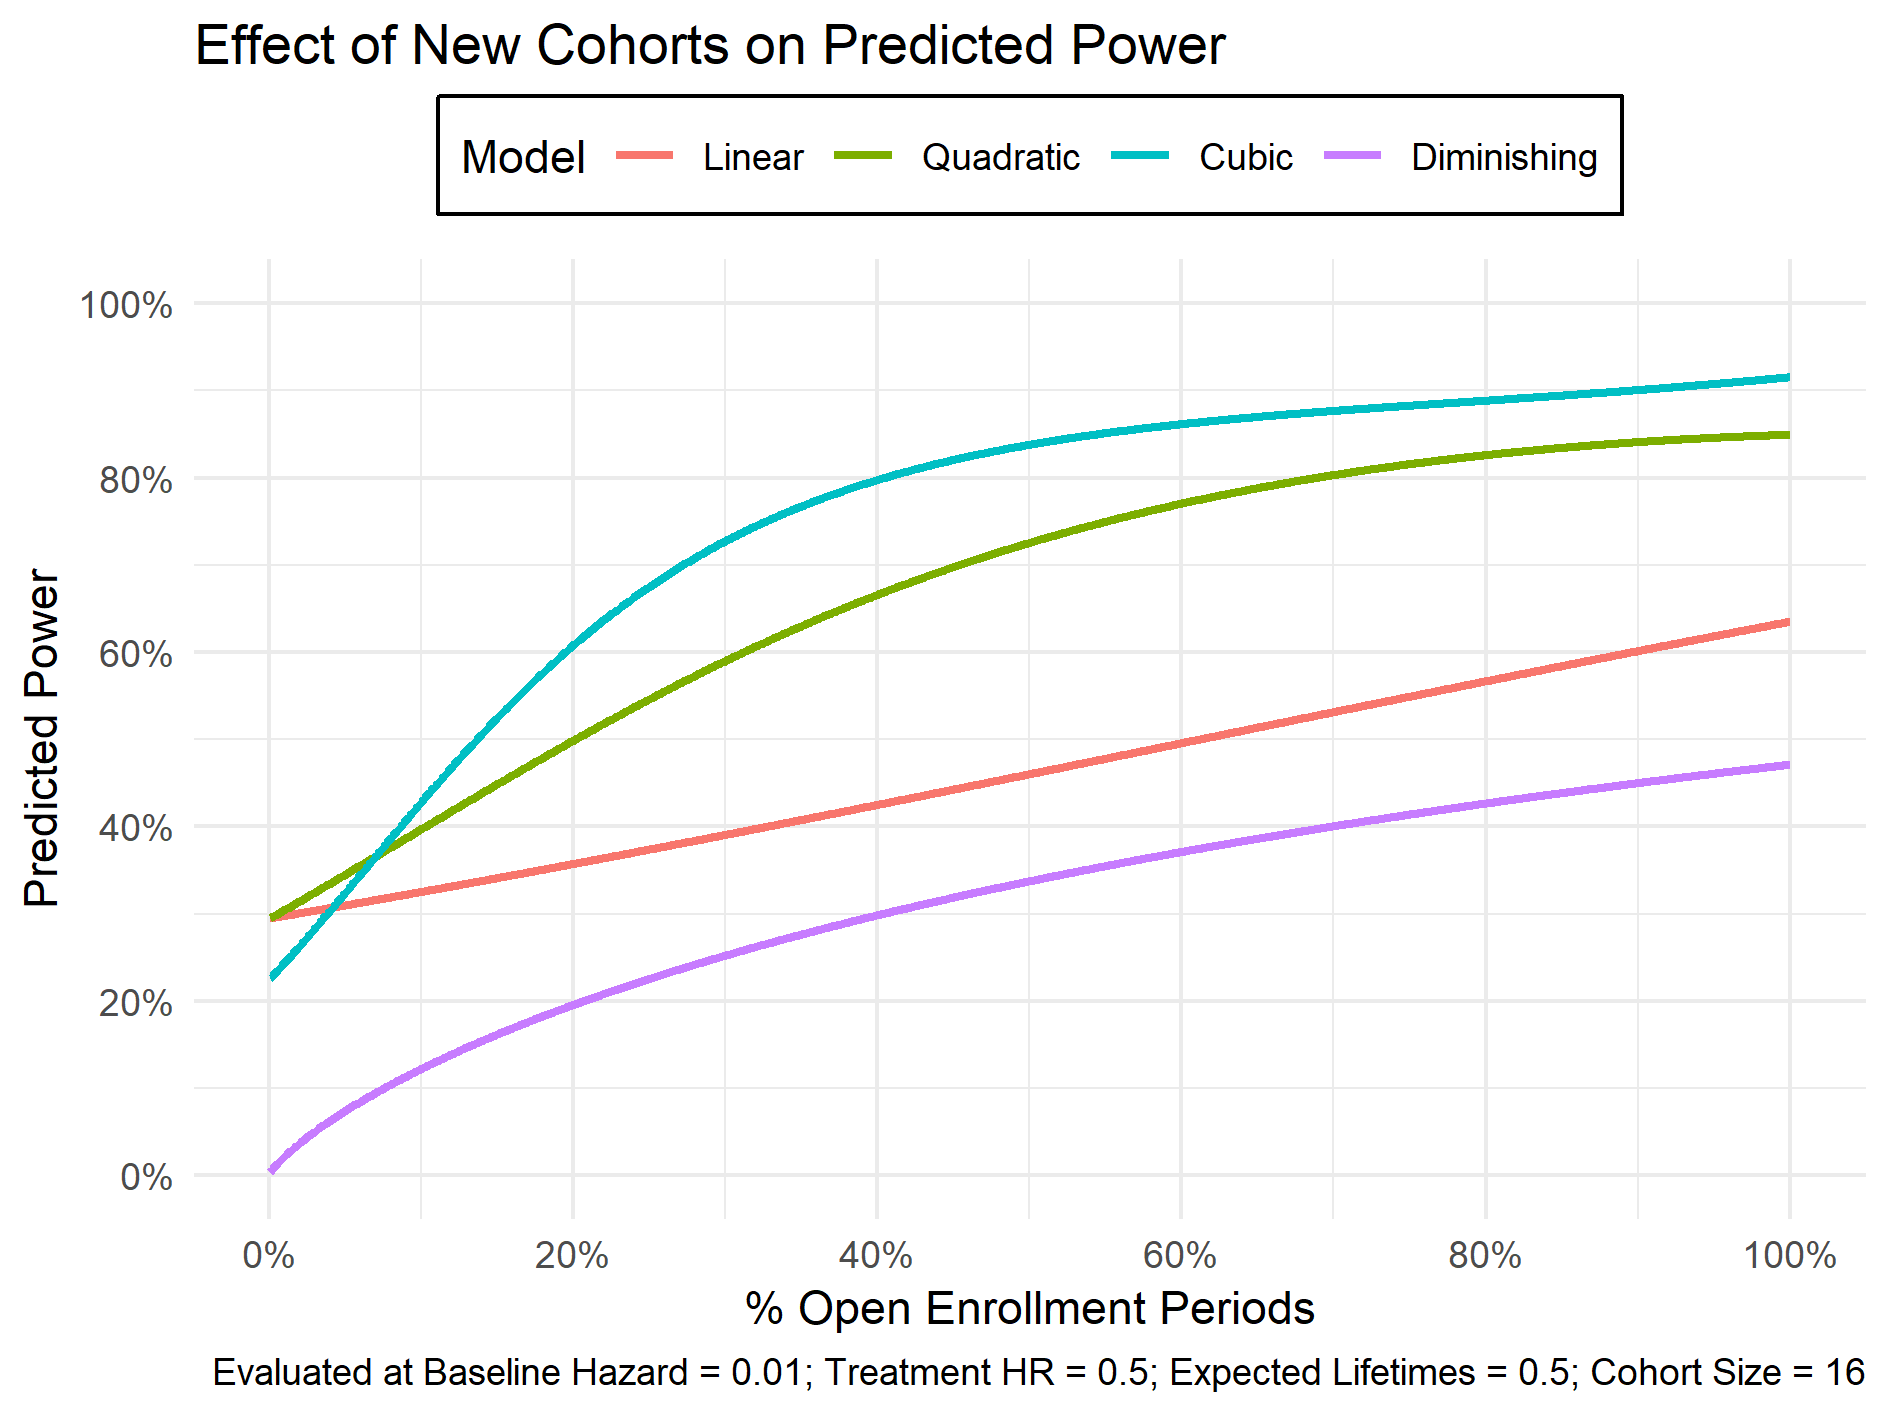 Effect of New Cohorts on Predicted Power
Model Linear Quadratic Cubic Diminishing
100%
80%
60%
40%
20%
0%
Predicted Power
0% 20% 40% 60% 80% 100%
% Open Enrollment Periods
Evaluated at Baseline Hazard = 0.01; Treatment HR = 0.5; Expected Lifetimes = 0.5; Cohort Size = 16